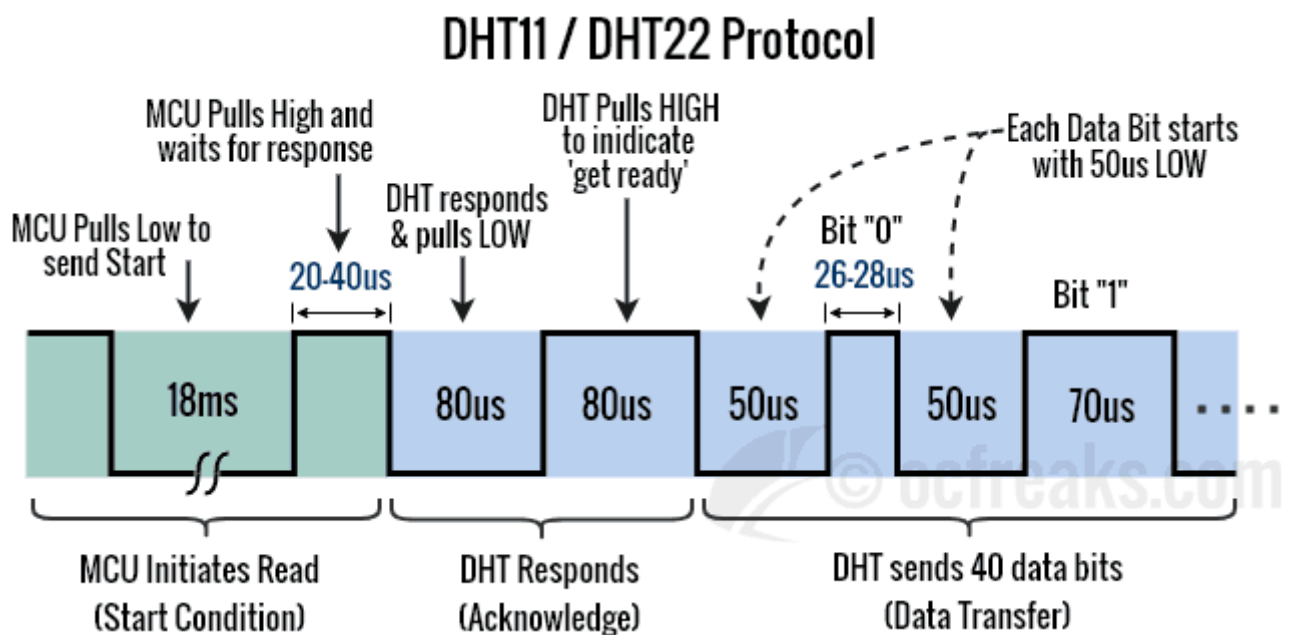 DHT11 / DHT22 Protocol
MCU Pulls High and
waits for response
DHT Pulls HIGH
to inidicate
'get ready'
Each Data Bit starts
with 50us LOW
MCU Pulls Low to
send Start
DHT responds
& pulls LOW
Bit "0"
20-40us
26-28us
Bit "1"
18ms
80us
80us
50us
50us
70us
© ocfreaks.com
MCU Initiates Read
(Start Condition)
DHT Responds
(Acknowledge)
DHT sends 40 data bits
(Data Transfer)